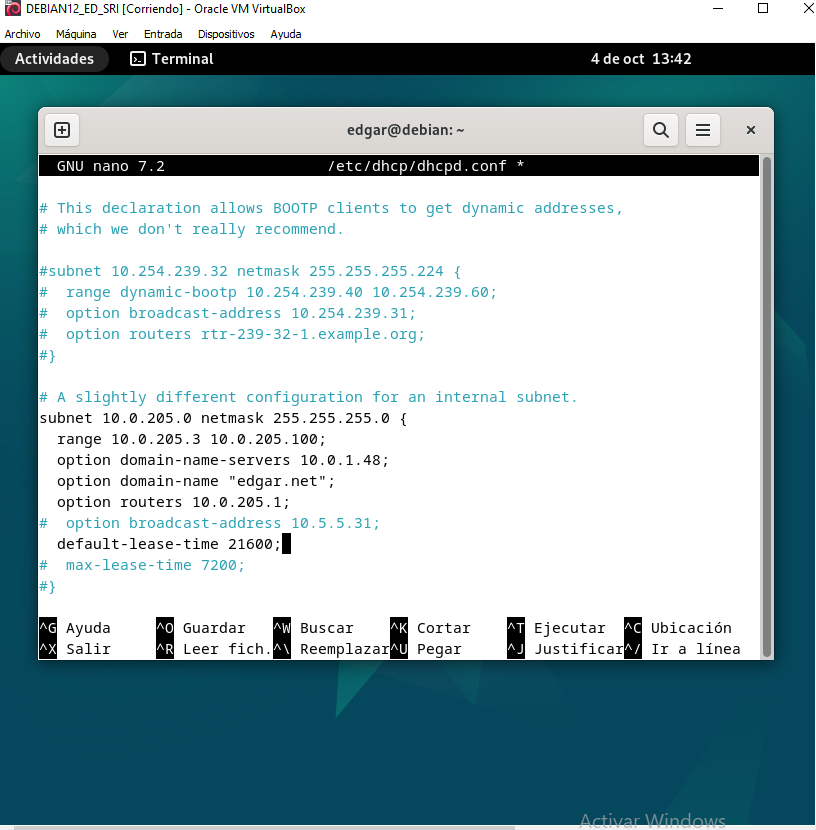 DEBIAN12_ED_SRI [Corriendo] - Oracle VM VirtualBox
Archivo Máquina Ver Entrada Dispositivos Ayuda
Actividades Terminal 4 de oct 13:42
edgar@debian: ~
GNU nano 7.2 /etc/dhcp/dhcpd.conf *
# This declaration allows BOOTP clients to get dynamic addresses,
# which we don't really recommend.
#subnet 10.254.239.32 netmask 255.255.255.224 {
#  range dynamic-bootp 10.254.239.40 10.254.239.60;
#  option broadcast-address 10.254.239.31;
#  option routers rtr-239-32-1.example.org;
#}
# A slightly different configuration for an internal subnet.
subnet 10.0.205.0 netmask 255.255.255.0 {
  range 10.0.205.3 10.0.205.100;
  option domain-name-servers 10.0.1.48;
  option domain-name "edgar.net";
  option routers 10.0.205.1;
#  option broadcast-address 10.5.5.31;
  default-lease-time 21600;
#  max-lease-time 7200;
#}
^G Ayuda ^O Guardar ^W Buscar ^K Cortar ^T Ejecutar ^C Ubicación
^X Salir ^R Leer fich. ^\ Reemplazar ^U Pegar ^J Justificar ^/ Ir a línea
Activar Windows